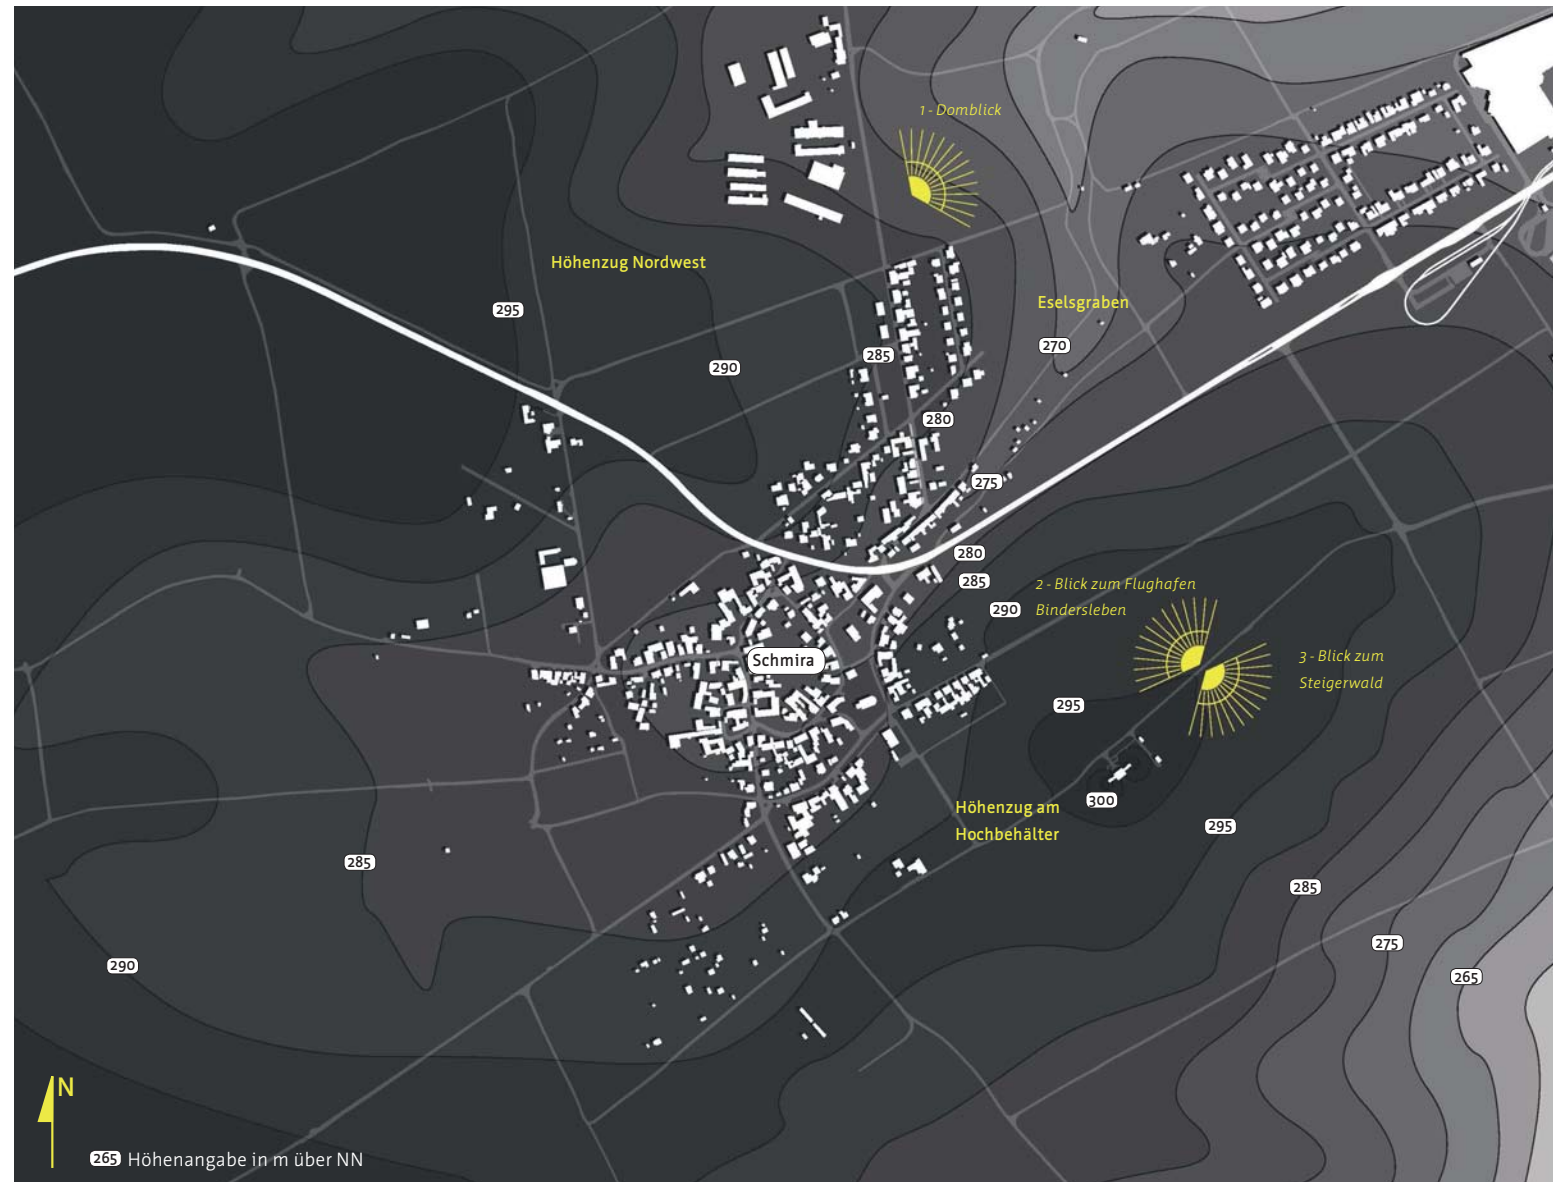 1 - Domblick
Höhenzug Nordwest
295
Eselsgraben
270
285
290
280
275
280
285
2 - Blick zum Flughafen
290
Bindersleben
Schmira
3 - Blick zum
Steigerwald
295
300
Höhenzug am
Hochbehälter
295
285
285
275
290
265
N
265 Höhenangabe in m über NN